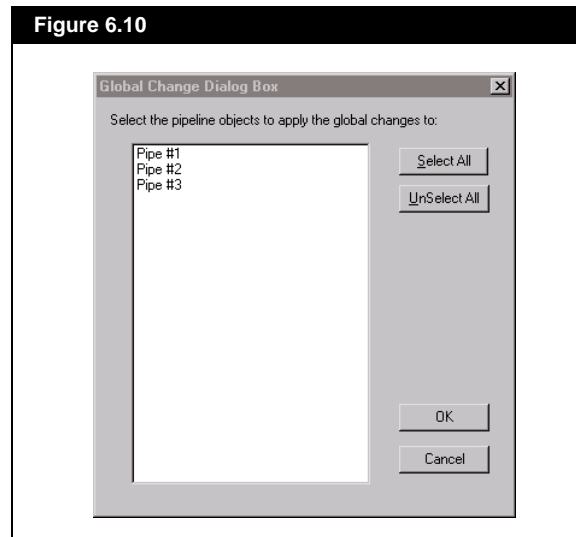 Figure 6.10
Global Change Dialog Box
Select the pipeline objects to apply the global changes to:
Pipe #1
Pipe #2
Pipe #3
Select All
UnSelect All
OK
Cancel